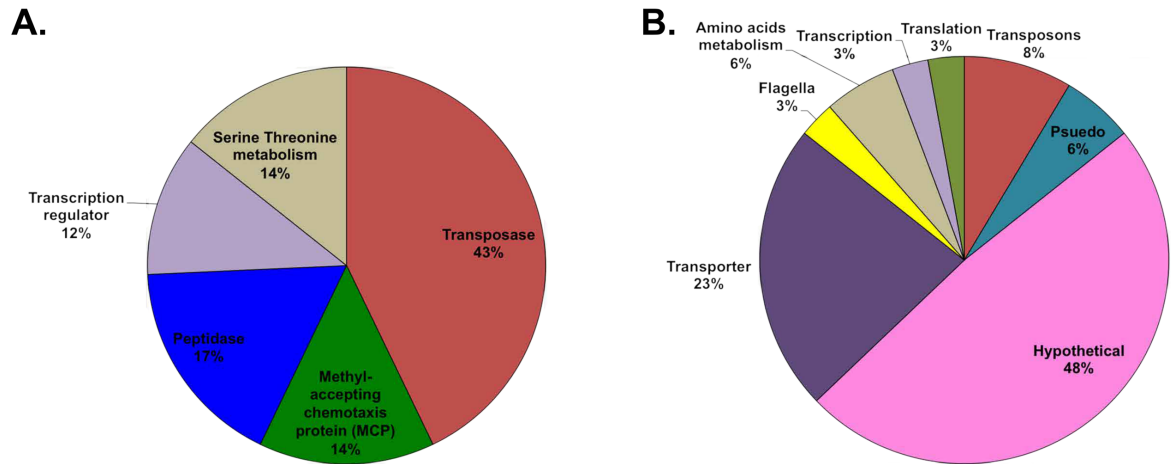 A.
Serine Threonine
metabolism
14%
Transcription
regulator
12%
Transposase
43%
Peptidase
17%
Methyl-
accepting
chemotaxis
protein (MCP)
14%
B.
Amino acids
metabolism
6%
Transcription
3%
Translation
3%
Transposons
8%
Flagella
3%
Psuedo
6%
Transporter
23%
Hypothetical
48%